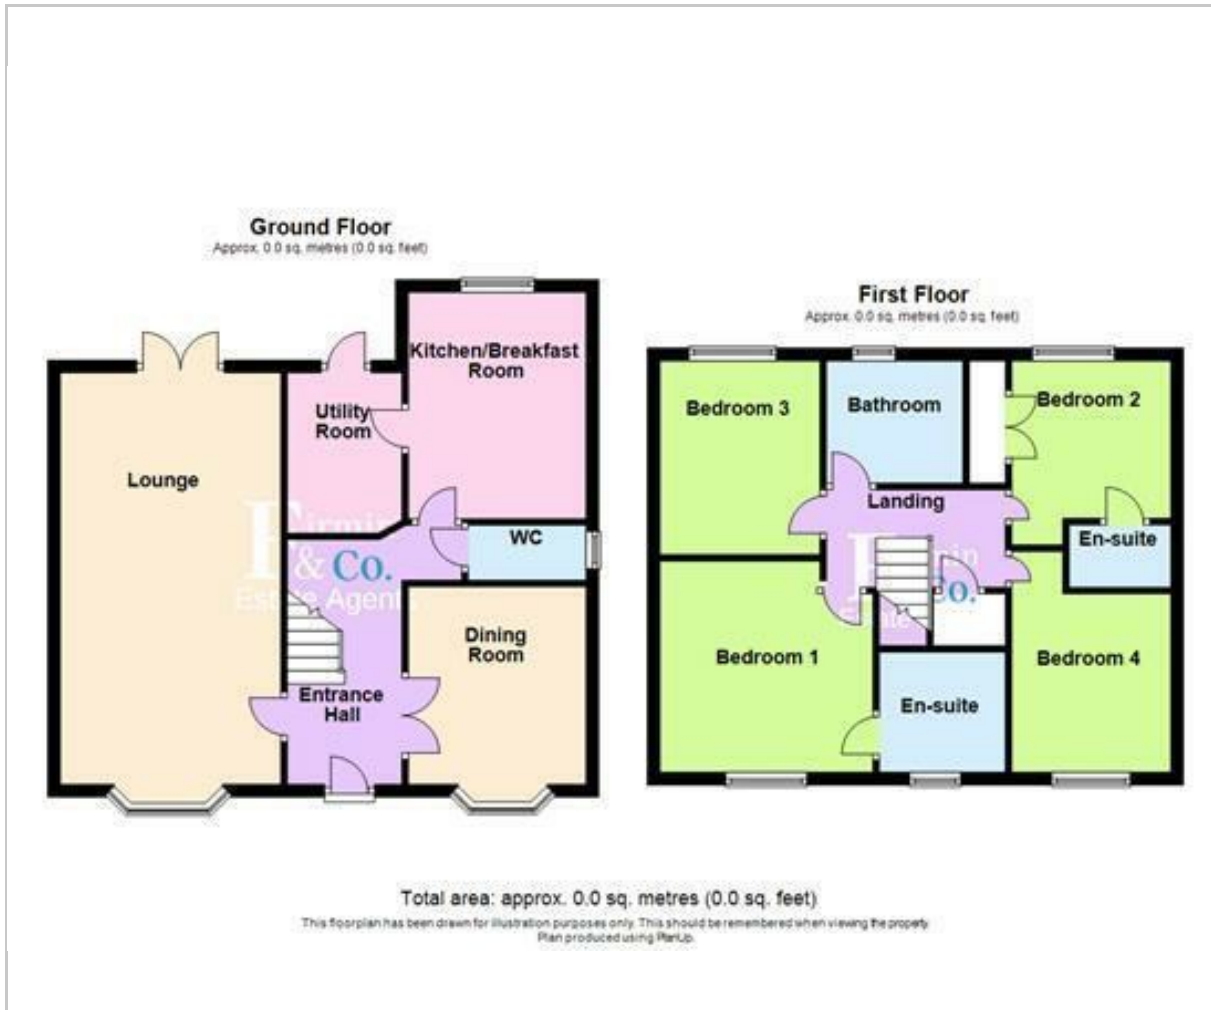 Ground Floor
Approx. 0.0 sq. metres (0.0 sq. feet)
Kitchen/Breakfast
Room
Utility
Room
Lounge
WC
Dining
Room
Entrance
Hall
& Co.
First Floor
Approx. 0.0 sq. metres (0.0 sq. feet)
Bedroom 3
Bathroom
Bedroom 2
Landing
En-suite
Co.
Bedroom 1
Bedroom 4
En-suite
Total area: approx. 0.0 sq. metres (0.0 sq. feet)
This floorplan has been drawn for illustration purposes only. This should be remembered when viewing the property
Plan produced using PlanUp.